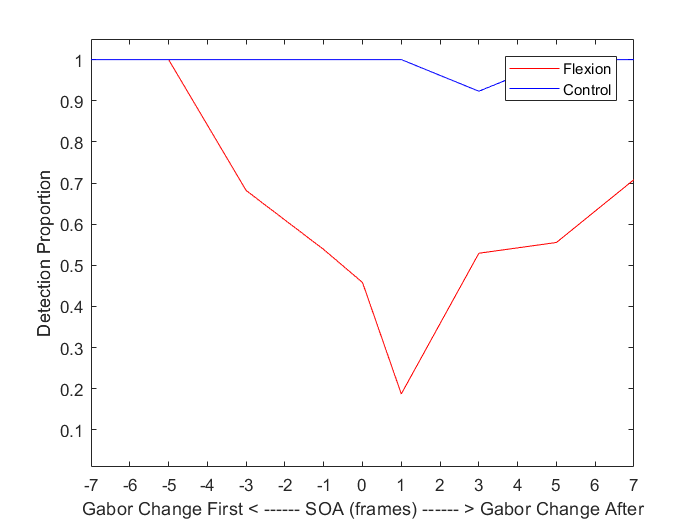 Flexion
Control
1
0.9
0.8
0.7
0.6
0.5
0.4
0.3
0.2
0.1
Detection Proportion
-7 -6 -5 -4 -3 -2 -1 0 1 2 3 4 5 6 7
Gabor Change First < ------ SOA (frames) ------ > Gabor Change After